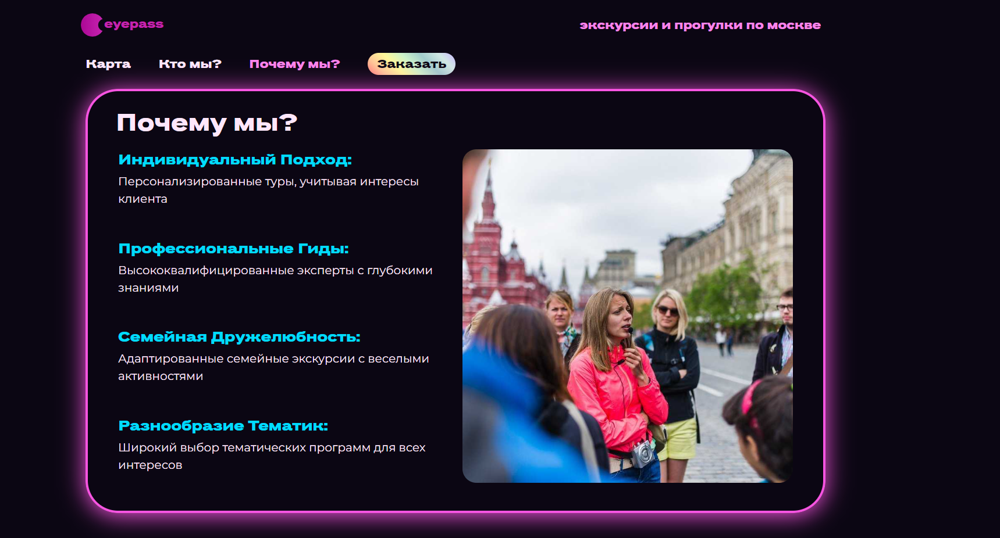 eyepass
экскурсии и прогулки по москве
Карта
Кто мы?
Почему мы?
Заказать
Почему мы?
Индивидуальный Подход:
Персонализированные туры, учитывая интересы
клиента
Профессиональные Гиды:
Высококвалифицированные эксперты с глубокими
знаниями
Семейная Дружелюбность:
Адаптированные семейные экскурсии с веселыми
активностями
Разнообразие Тематик:
Широкий выбор тематических программ для всех
интересов